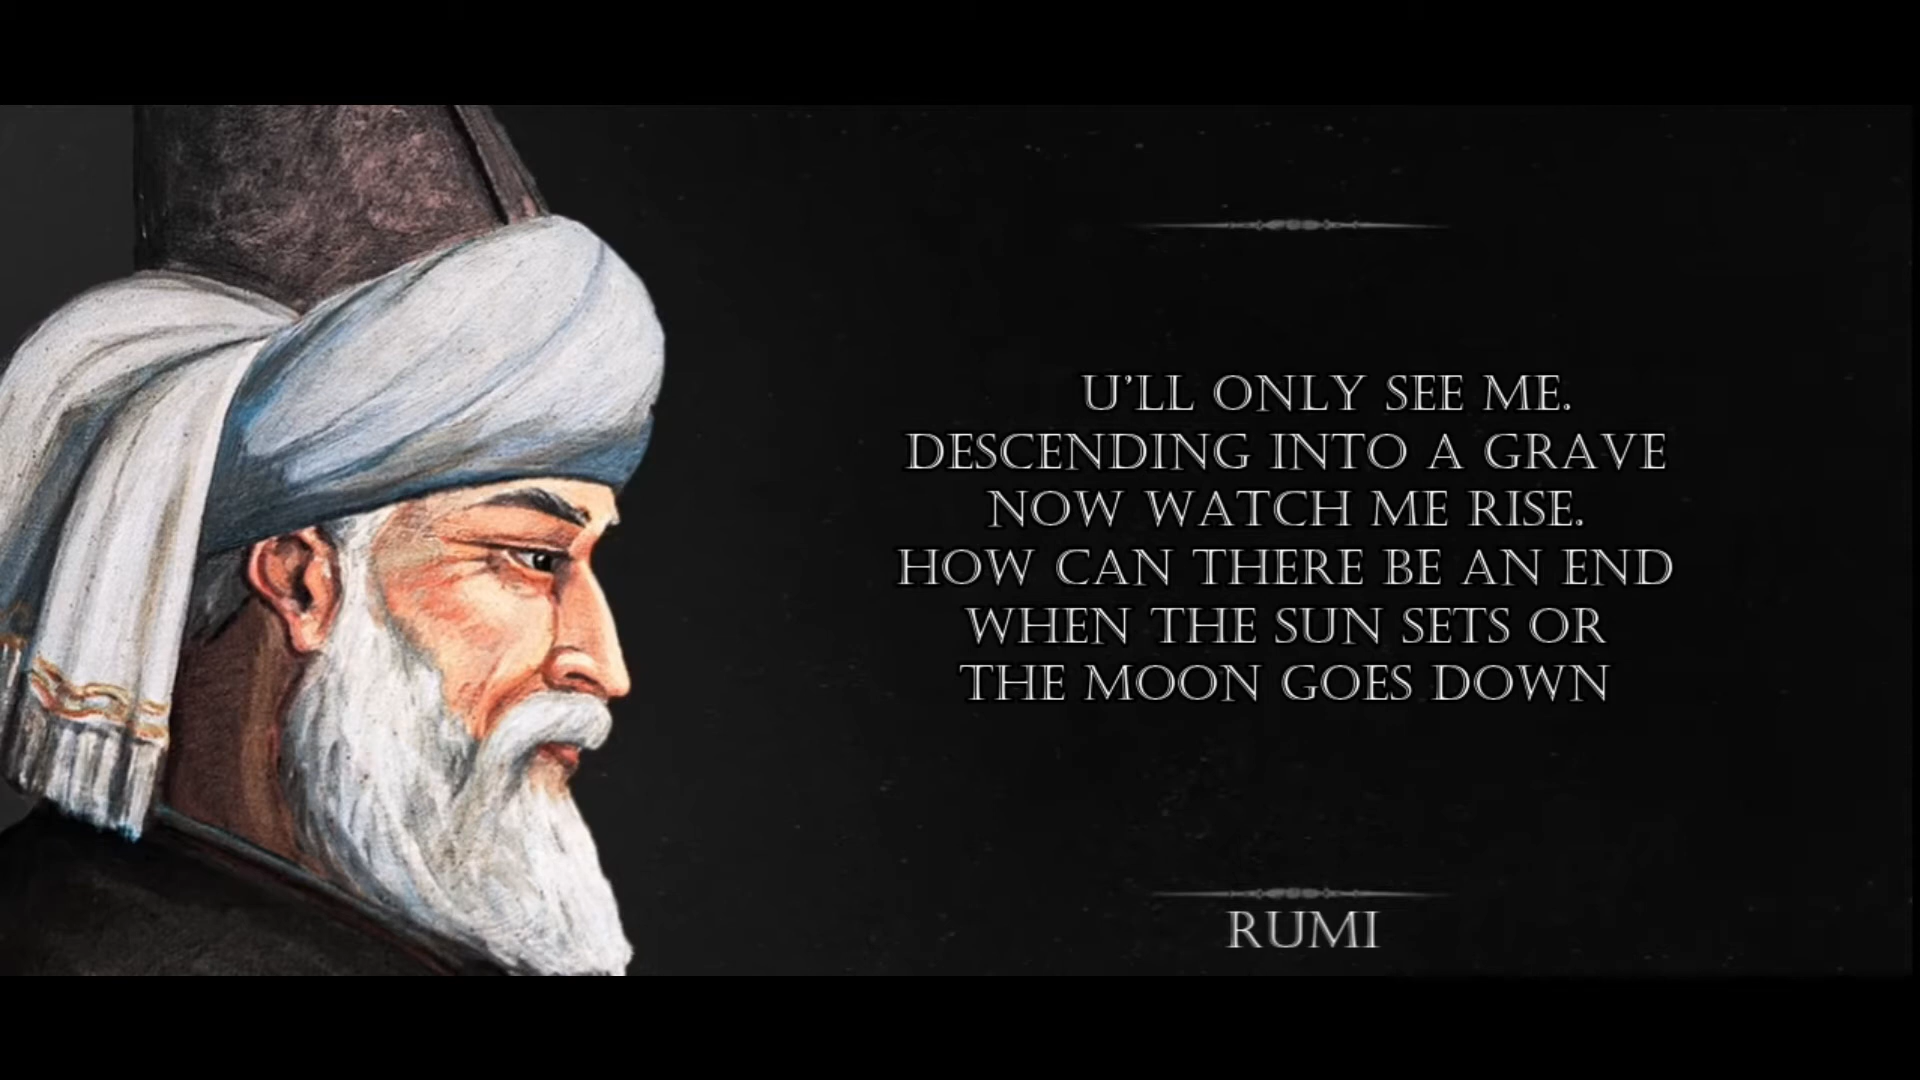 U'LL ONLY SEE ME.
DESCENDING INTO A GRAVE
NOW WATCH ME RISE.
HOW CAN THERE BE AN END
WHEN THE SUN SETS OR
THE MOON GOES DOWN
RUMI